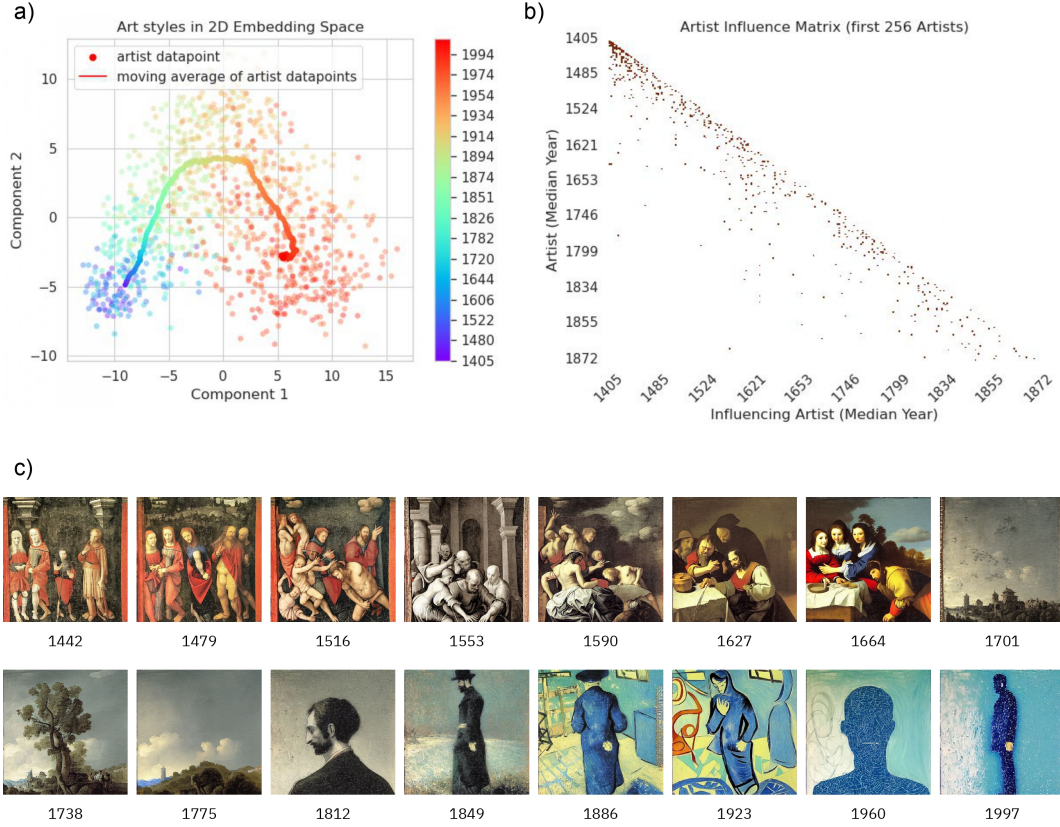 a)
Art styles in 2D Embedding Space
artist datapoint
moving average of artist datapoints
10
5
0
−5
−10
Component 2
−10 −5 0 5 10 15
Component 1
1994
1974
1954
1934
1914
1894
1874
1851
1826
1782
1720
1644
1606
1522
1480
1405
b)
Artist Influence Matrix (first 256 Artists)
1405
1485
1524
1621
1653
1746
1799
1834
1855
1872
Artist (Median Year)
1405 1485 1524 1621 1653 1746 1799 1834 1855 1872
Influencing Artist (Median Year)
c)
1442 1479 1516 1553 1590 1627 1664 1701
1738 1775 1812 1849 1886 1923 1960 1997